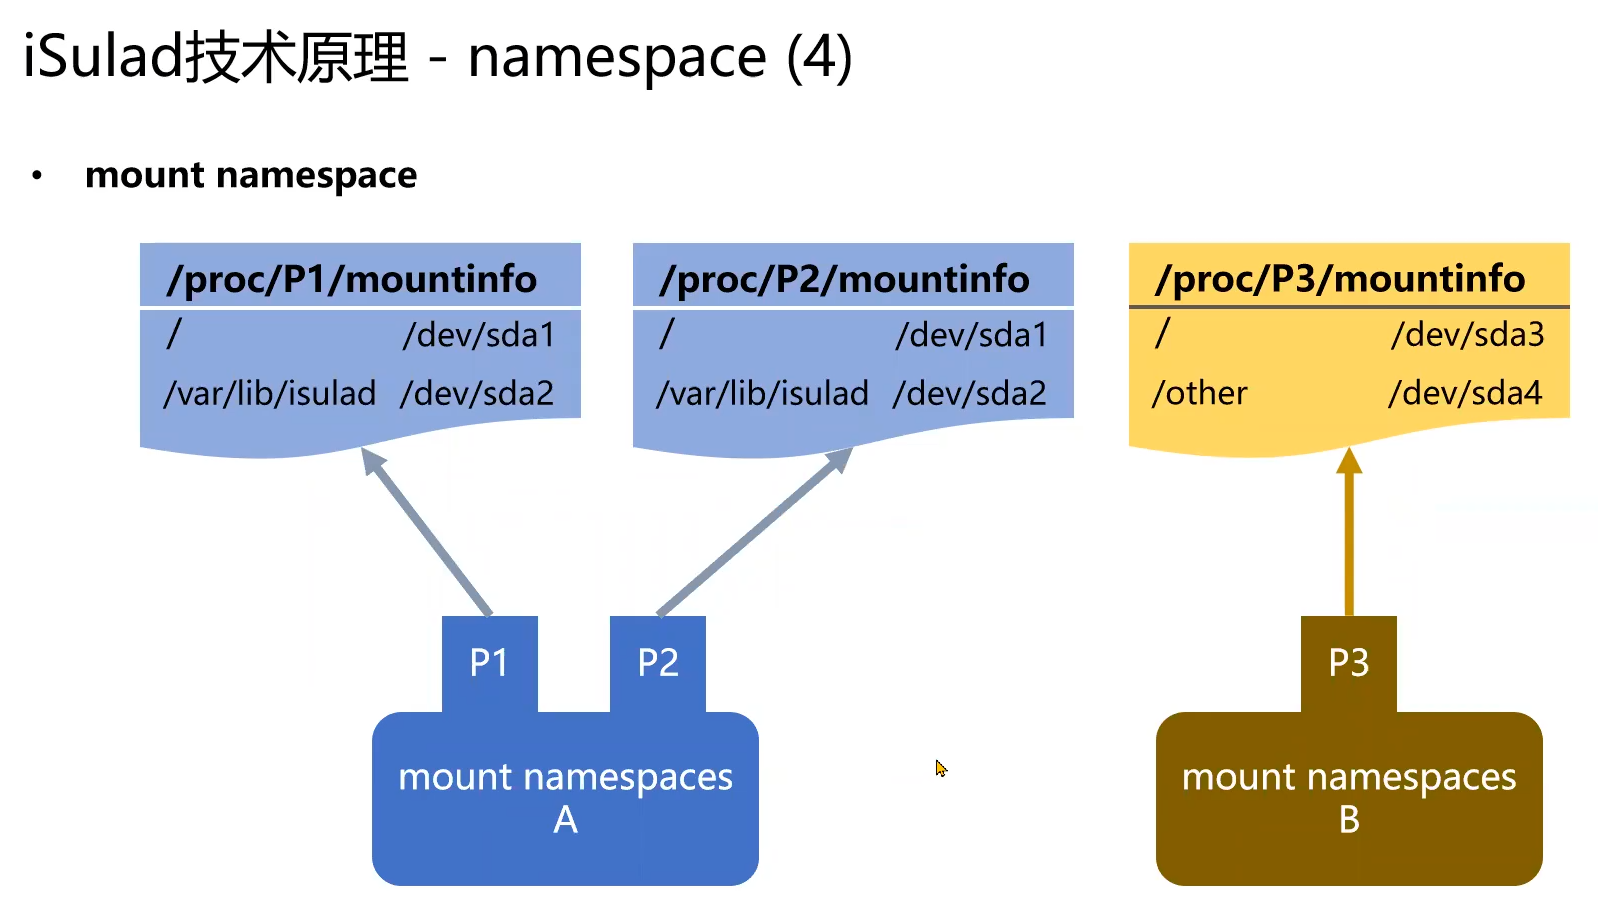 iSulad技术原理 - namespace (4)
• mount namespace
/proc/P1/mountinfo
/ /dev/sda1
/var/lib/isulad /dev/sda2
/proc/P2/mountinfo
/ /dev/sda1
/var/lib/isulad /dev/sda2
/proc/P3/mountinfo
/ /dev/sda3
/other /dev/sda4
P1
P2
P3
mount namespaces
A
mount namespaces
B